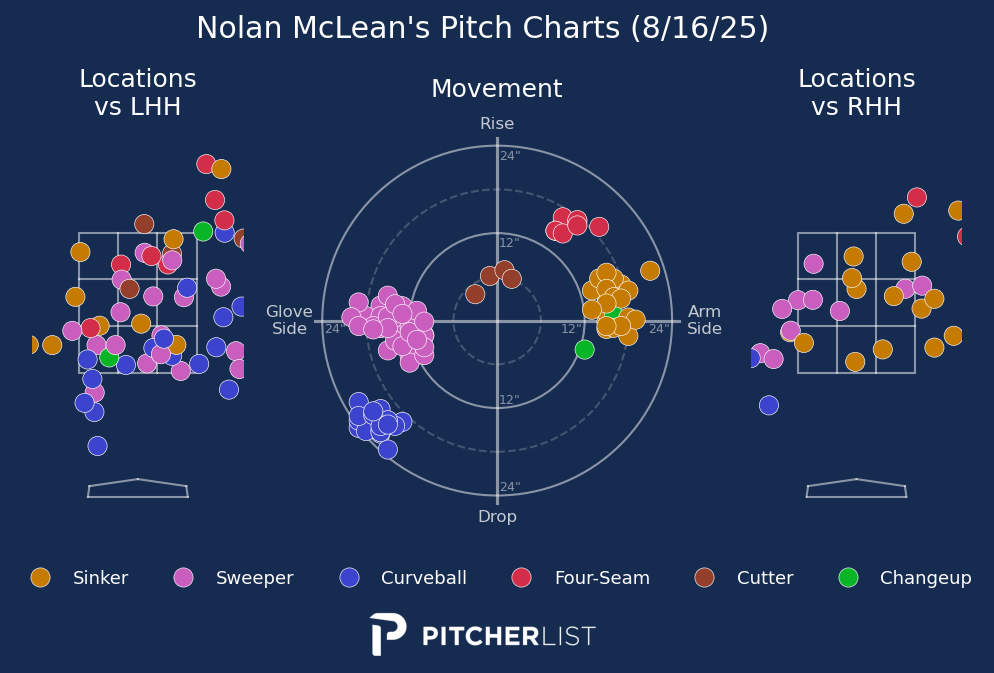 Nolan McLean's Pitch Charts (8/16/25)
Locations
vs LHH
Movement
Locations
vs RHH
Rise
24"
12"
Glove
Side
24"
12"
24"
Arm
Side
12"
24"
Drop
Sinker
Sweeper
Curveball
Four-Seam
Cutter
Changeup
PITCHERLIST